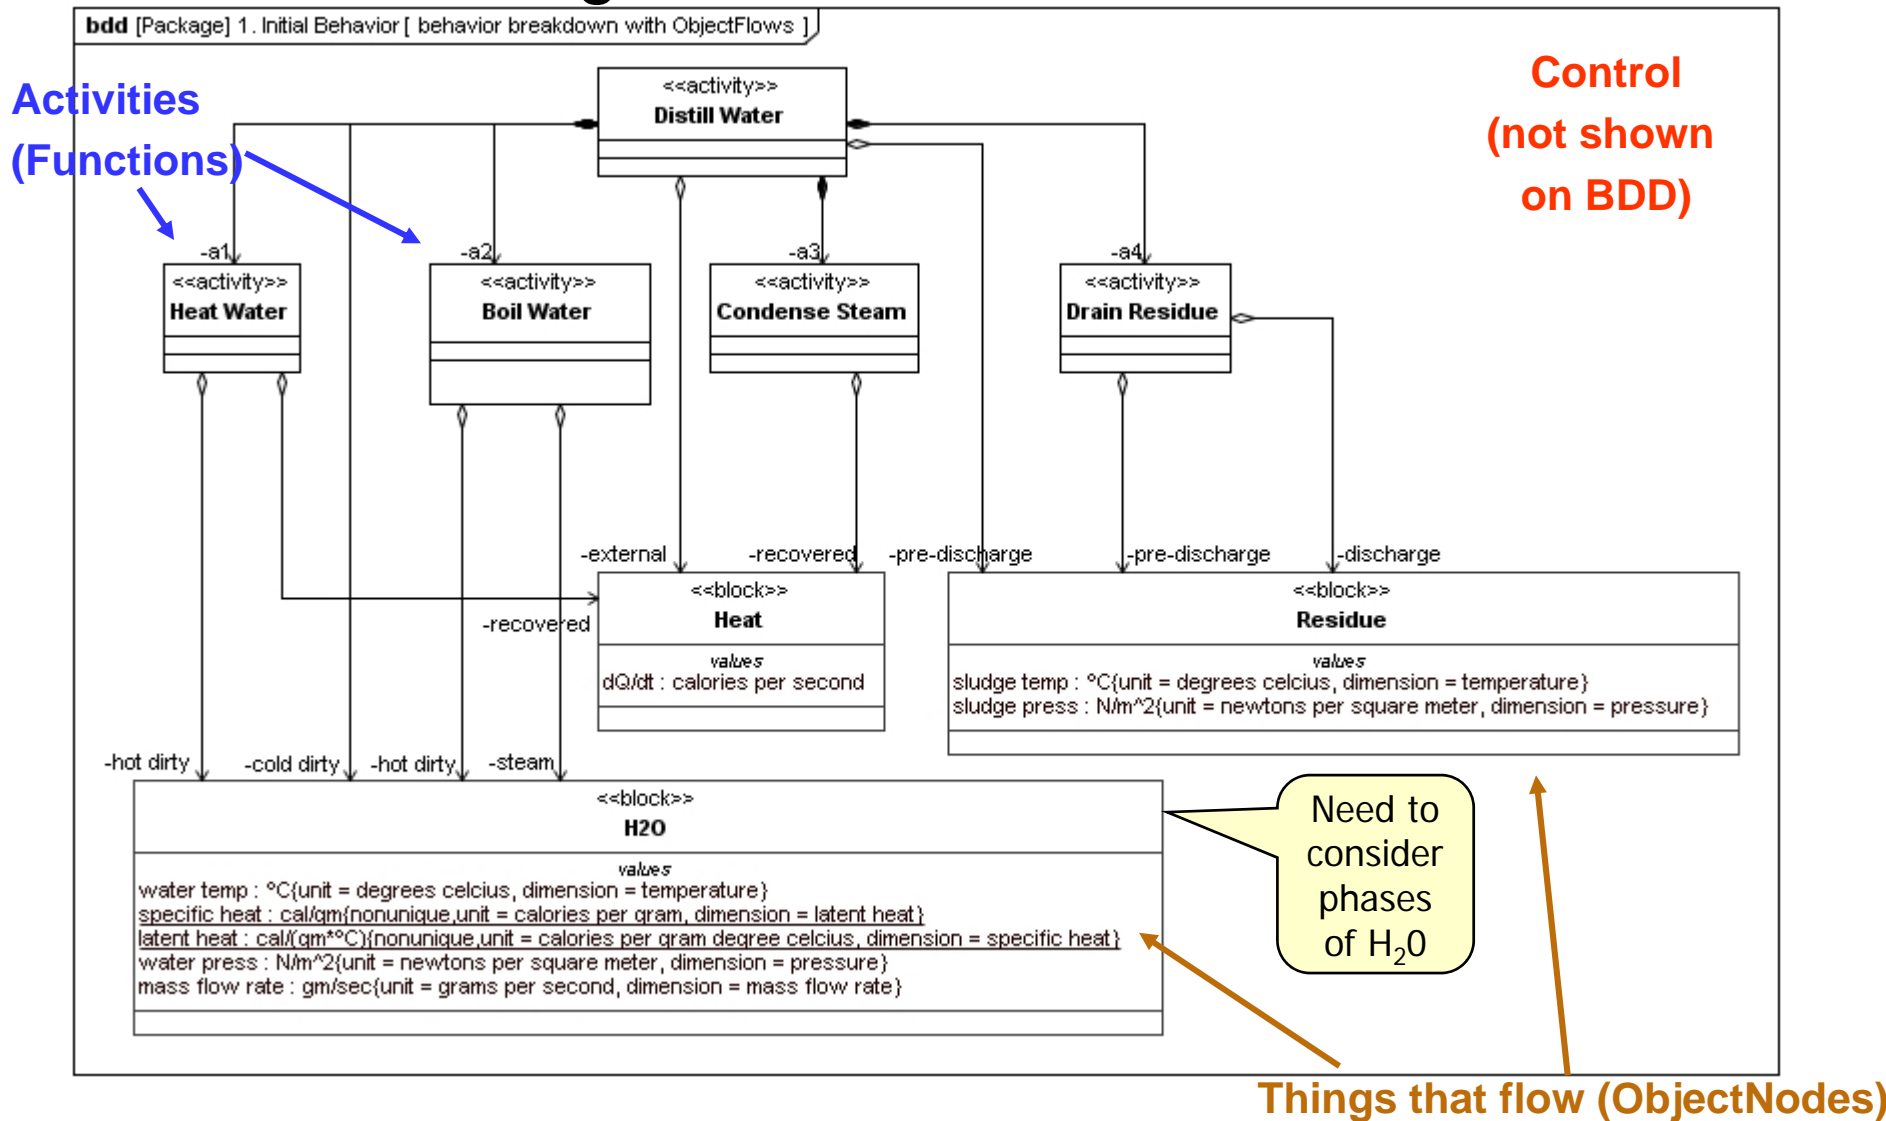 bdd [Package] 1. Initial Behavior [ behavior breakdown with ObjectFlows ]
Activities
(Functions)
Control
(not shown
on BDD)
<<activity>>
Distill Water
-a1
-a2
-a3
-a4
<<activity>>
Heat Water
<<activity>>
Boil Water
<<activity>>
Condense Steam
<<activity>>
Drain Residue
-external
-recovered
-pre-discharge
-pre-discharge
-discharge
-recovered
<<block>>
Heat
values
dQ/dt : calories per second
<<block>>
Residue
values
sludge temp : °C{unit = degrees celcius, dimension = temperature}
sludge press : N/m^2{unit = newtons per square meter, dimension = pressure}
-hot dirty
-cold dirty
-hot dirty
-steam
<<block>>
H2O
values
water temp : °C{unit = degrees celcius, dimension = temperature}
specific heat : cal/gm{nonunique,unit = calories per gram, dimension = latent heat}
latent heat : cal/(gm*°C){nonunique,unit = calories per gram degree celcius, dimension = specific heat}
water press : N/m^2{unit = newtons per square meter, dimension = pressure}
mass flow rate : gm/sec{unit = grams per second, dimension = mass flow rate}
Need to
consider
phases
of H₂0
Things that flow (ObjectNodes)